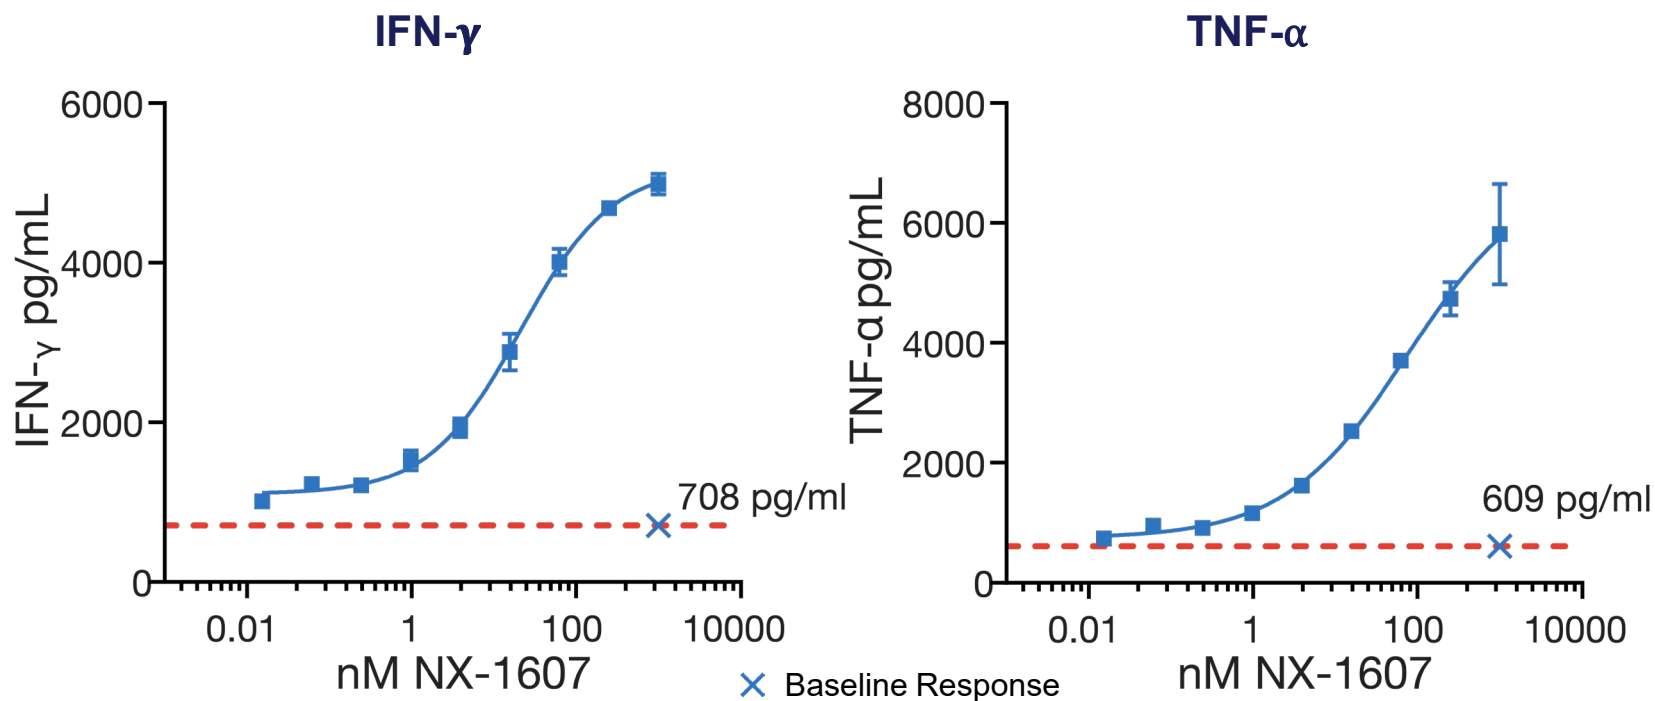 IFN-γ
6000
4000
2000
0
IFN-γ pg/mL
708 pg/ml
0.01 1 100 10000
nM NX-1607
TNF-α
8000
6000
4000
2000
0
TNF-α pg/mL
609 pg/ml
0.01 1 100 10000
nM NX-1607
Baseline Response